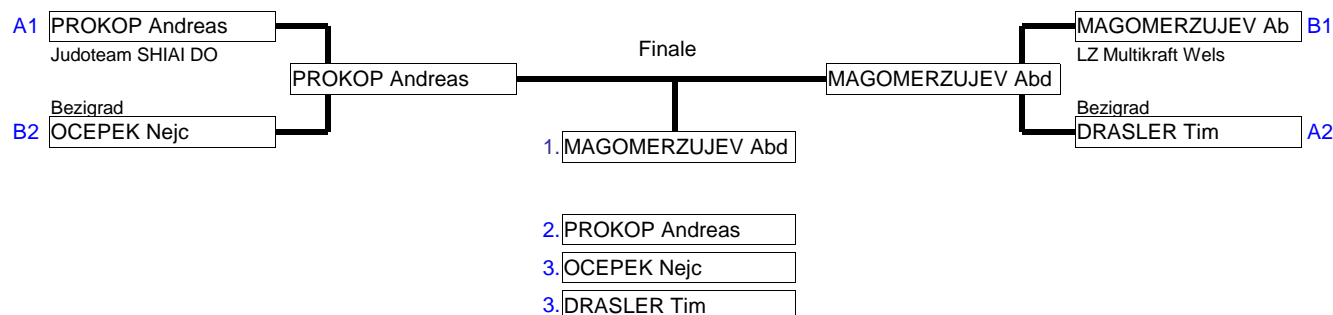 A1 PROKOP Andreas
Judoteam SHIAI DO
PROKOP Andreas
Bezigrad
B2 OCEPEK Nejc
Finale
MAGOMERZUJEV Ab B1
LZ Multikraft Wels
MAGOMERZUJEV Abd
Bezigrad
DRASLER Tim A2
1. MAGOMERZUJEV Abd
2. PROKOP Andreas
3. OCEPEK Nejc
3. DRASLER Tim